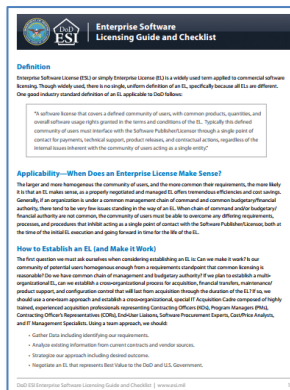 DoD
ESI
Enterprise Software
Licensing Guide and Checklist
Definition
Enterprise Software License (ESL) or simply Enterprise License (EL) is a widely used term applied to commercial software
licensing. Though widely used, there is no single, uniform definition of an EL, specifically because all ELs are different.
One good industry standard definition of an EL applicable to DoD follows:
"A software license that covers a defined community of users, with common products, quantities, and
overall software usage rights granted in the terms and conditions of the EL. Typically this defined
community of users must interface with the Software Publisher/Licensor through a single point of
contact for payments, technical support, product releases, and contractual actions, regardless of the
internal issues inherent with the community of users acting as a single entity."
Applicability—When Does an Enterprise License Make Sense?
The larger and more homogeneous the community of users, and the more common their requirements, the more likely
it is that an EL makes sense, as a properly negotiated and managed EL offers tremendous efficiencies and cost savings.
Generally, if an organization is under a common management chain of command and common budgetary/financial
authority, there tend to be very few issues standing in the way of an EL. When chain of command and/or budgetary/
financial authority are not common, the community of users must be able to overcome any differing requirements,
processes, and procedures that inhibit acting as a single point of contact with the Software Publisher/Licensor, both at
the time of the initial EL execution and going forward in time for the life of the EL.
How to Establish an EL (and Make it Work)
The first question we must ask ourselves when considering establishing an EL is: Can we make it work? Is our
community of potential users homogenous enough from a requirements standpoint that common licensing is
reasonable? Do we have common chain of management and budgetary authority? If we plan to establish a multi-
organizational EL, can we establish a cross-organizational process for acquisition, financial transfers, maintenance/
product support, and configuration control that will last from acquisition through the duration of the EL? If so, we
should use a one-team approach and establish a cross-organizational, special IT Acquisition Cadre composed of highly
trained, experienced acquisition professionals representing Contracting Officers (KOs), Program Managers (PMs),
Contracting Officer's Representatives (CORs), End-User Liaisons, Software Procurement Experts, Cost/Price Analysts,
and IT Management Specialists. Using a team approach, we should:
• Gather Data including identifying our requirements.
• Analyze existing information from current contracts and vendor sources.
• Strategize our approach including desired outcome.
• Negotiate an EL that represents Best Value to the DoD and U.S. Government.
DoD ESI Enterprise Software Licensing Guide and Checklist | www.esi.mil
1